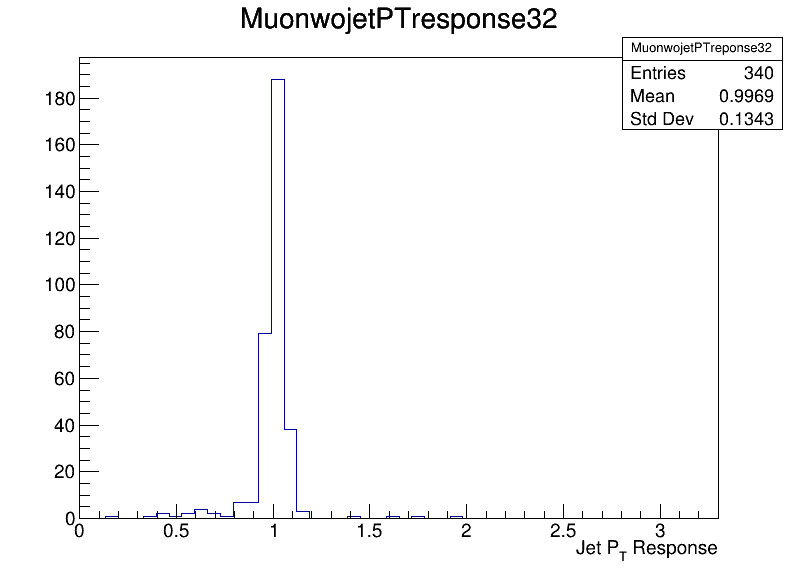 MuonwojetPTresponse32
MuonwojetPTreponse32
Entries 340
Mean 0.9969
Std Dev 0.1343
180
160
140
120
100
80
60
40
20
0
0 0.5 1 1.5 2 2.5 3
Jet PT Response